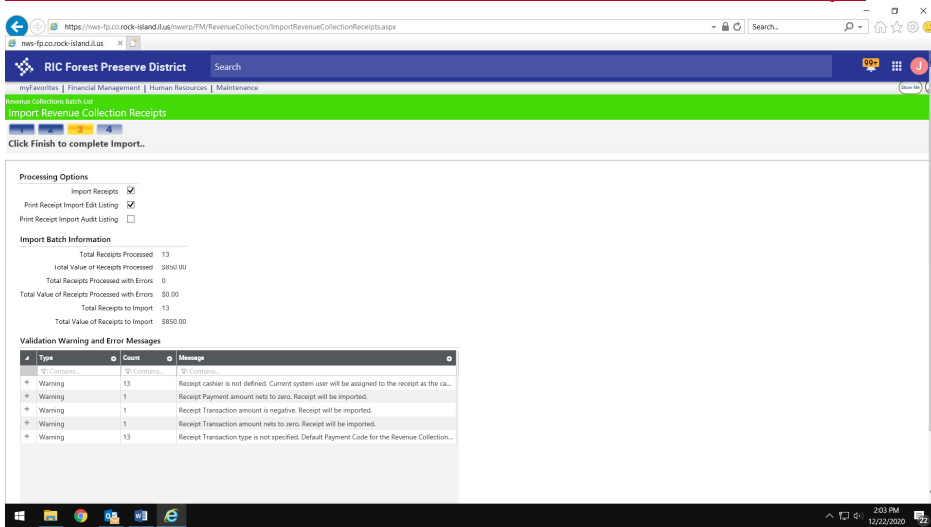 https://nws-fp.co.rock-island.il.us/nwerp/FM/RevenueCollection/ImportRevenueCollectionReceipts.aspx
Search...
nws-fp.co.rock-island.il.us
RIC Forest Preserve District
Search
99+
J
myFavorites | Financial Management | Human Resources | Maintenance
Show Me
Revenue Collections Batch List
Import Revenue Collection Receipts
1 2 3 4
Click Finish to complete Import..
Processing Options
Import Receipts
Print Receipt Import Edit Listing
Print Receipt Import Audit Listing
Import Batch Information
Total Receipts Processed 13
Total Value of Receipts Processed $850.00
Total Receipts Processed with Errors 0
Total Value of Receipts Processed with Errors $0.00
Total Receipts to Import 13
Total Value of Receipts to Import $850.00
Validation Warning and Error Messages
Type Count Message
Contains... Contains... Contains...
+ Warning 13 Receipt cashier is not defined. Current system user will be assigned to the receipt as the ca...
+ Warning 1 Receipt Payment amount nets to zero. Receipt will be imported.
+ Warning 1 Receipt Transaction amount is negative. Receipt will be imported.
+ Warning 1 Receipt Transaction amount nets to zero. Receipt will be imported.
+ Warning 13 Receipt Transaction type is not specified. Default Payment Code for the Revenue Collection...
2:03 PM
12/22/2020
22